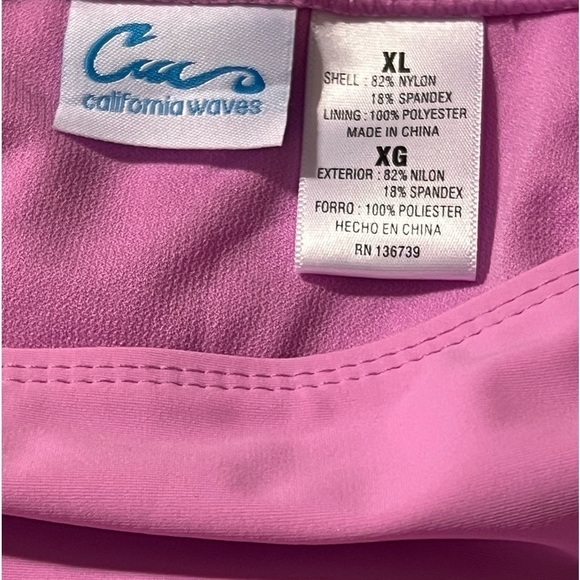 california waves
XL
SHELL : 82% NYLON
18% SPANDEX
LINING : 100% POLYESTER
MADE IN CHINA
XG
EXTERIOR : 82% NILON
18% SPANDEX
FORRO : 100% POLIESTER
HECHO EN CHINA
RN 136739